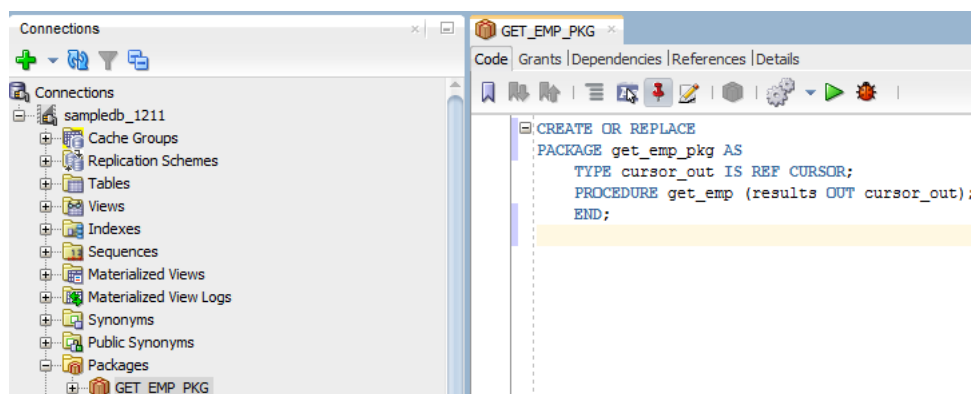 Connections
Connections
sampledb_1211
Cache Groups
Replication Schemes
Tables
Views
Indexes
Sequences
Materialized Views
Materialized View Logs
Synonyms
Public Synonyms
Packages
GET_EMP_PKG
GET_EMP_PKG
Code Grants Dependencies References Details
CREATE OR REPLACE
PACKAGE get_emp_pkg AS
    TYPE cursor_out IS REF CURSOR;
    PROCEDURE get_emp (results OUT cursor_out);
    END;